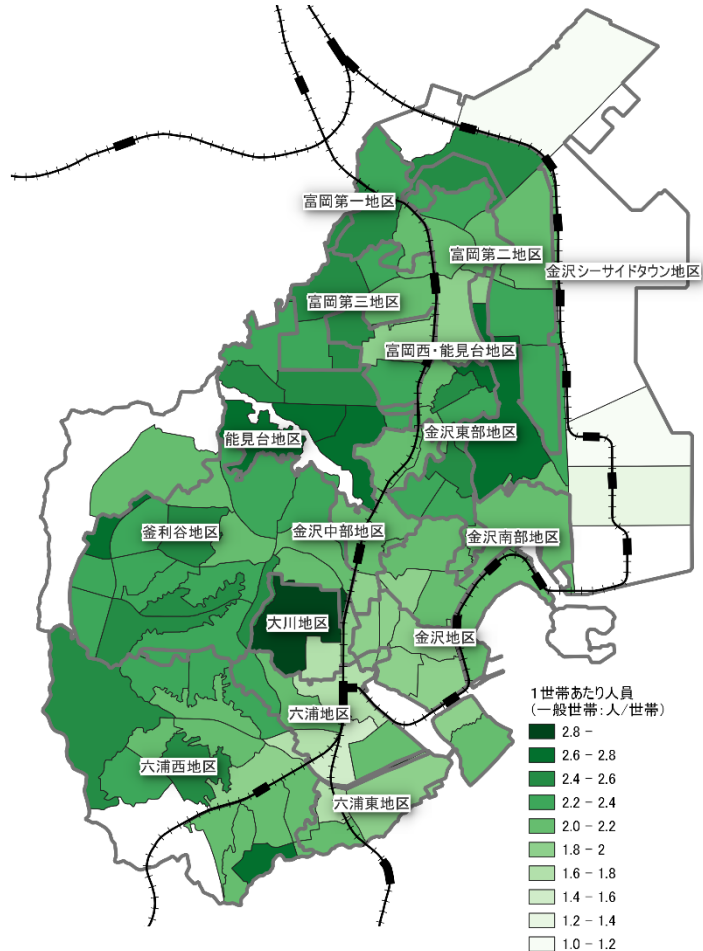 富岡第一地区
富岡第二地区
金沢シーサイドタウン地区
富岡第三地区
富岡西・能見台地区
能見台地区
金沢東部地区
釜利谷地区
金沢中部地区
金沢南部地区
大川地区
金沢地区
六浦地区
六浦西地区
六浦東地区
1世帯あたり人員
(一般世帯:人/世帯)
2.8 -
2.6 - 2.8
2.4 - 2.6
2.2 - 2.4
2.0 - 2.2
1.8 - 2
1.6 - 1.8
1.4 - 1.6
1.2 - 1.4
1.0 - 1.2